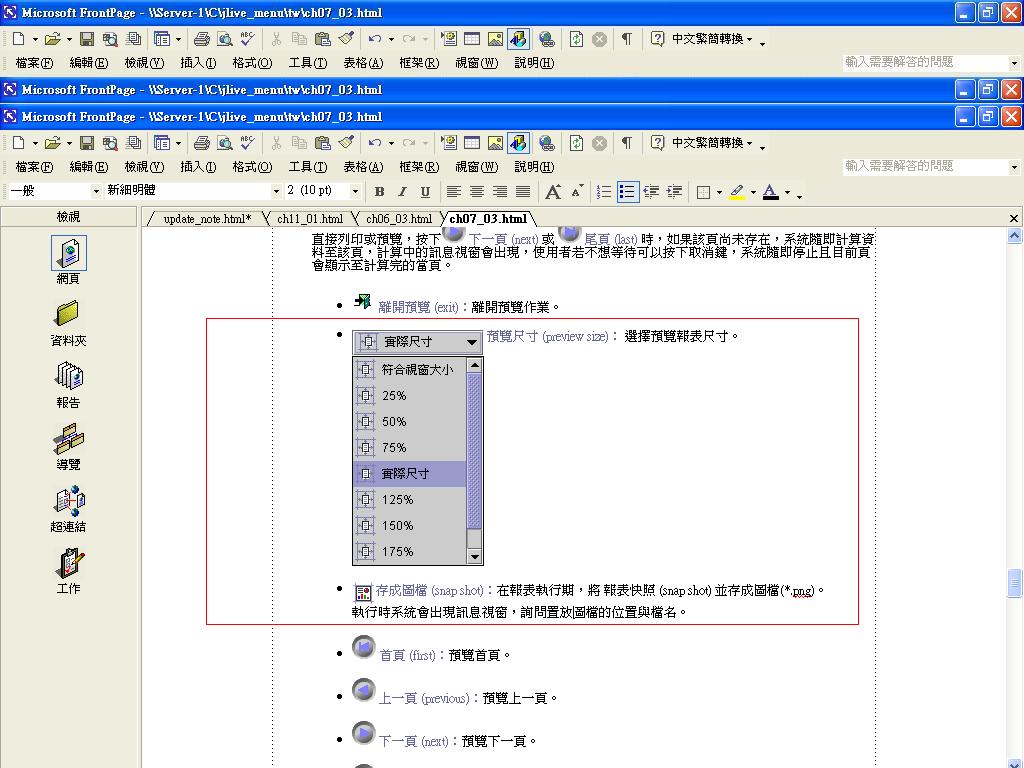 Microsoft FrontPage - \\Server-1\C\jlive_menu\tw\ch07_03.html
中文繁簡轉換
檔案(F) 編輯(E) 檢視(V) 插入(I) 格式(O) 工具(T) 表格(A) 框架(R) 視窗(W) 說明(H) 輸入需要解答的問題
Microsoft FrontPage - \\Server-1\C\jlive_menu\tw\ch07_03.html
Microsoft FrontPage - \\Server-1\C\jlive_menu\tw\ch07_03.html
中文繁簡轉換
檔案(F) 編輯(E) 檢視(V) 插入(I) 格式(O) 工具(T) 表格(A) 框架(R) 視窗(W) 說明(H) 輸入需要解答的問題
一般 新細明體 2 (10 pt) B I U A A A
檢視 update_note.html* ch11_01.html ch06_03.html ch07_03.html
網頁
資料夾
報告
導覽
超連結
工作
直接列印或預覽，按下 下一頁 (next) 或 尾頁 (last) 時，如果該頁尚未存在，系統隨即計算資
料至該頁，計算中的訊息視窗會出現，使用者若不想等待可以按下取消鍵，系統隨即停止且目前頁
會顯示至計算完的當頁。
• 離開預覽 (exit)：離開預覽作業。
• 實際尺寸 預覽尺寸 (preview size)： 選擇預覽報表尺寸。
符合視窗大小
25%
50%
75%
實際尺寸
125%
150%
175%
• 存成圖檔 (snap shot)：在報表執行期，將 報表快照 (snap shot) 並存成圖檔(*.png)。
執行時系統會出現訊息視窗，詢問置放圖檔的位置與檔名。
• 首頁 (first)：預覽首頁。
• 上一頁 (previous)：預覽上一頁。
• 下一頁 (next)：預覽下一頁。